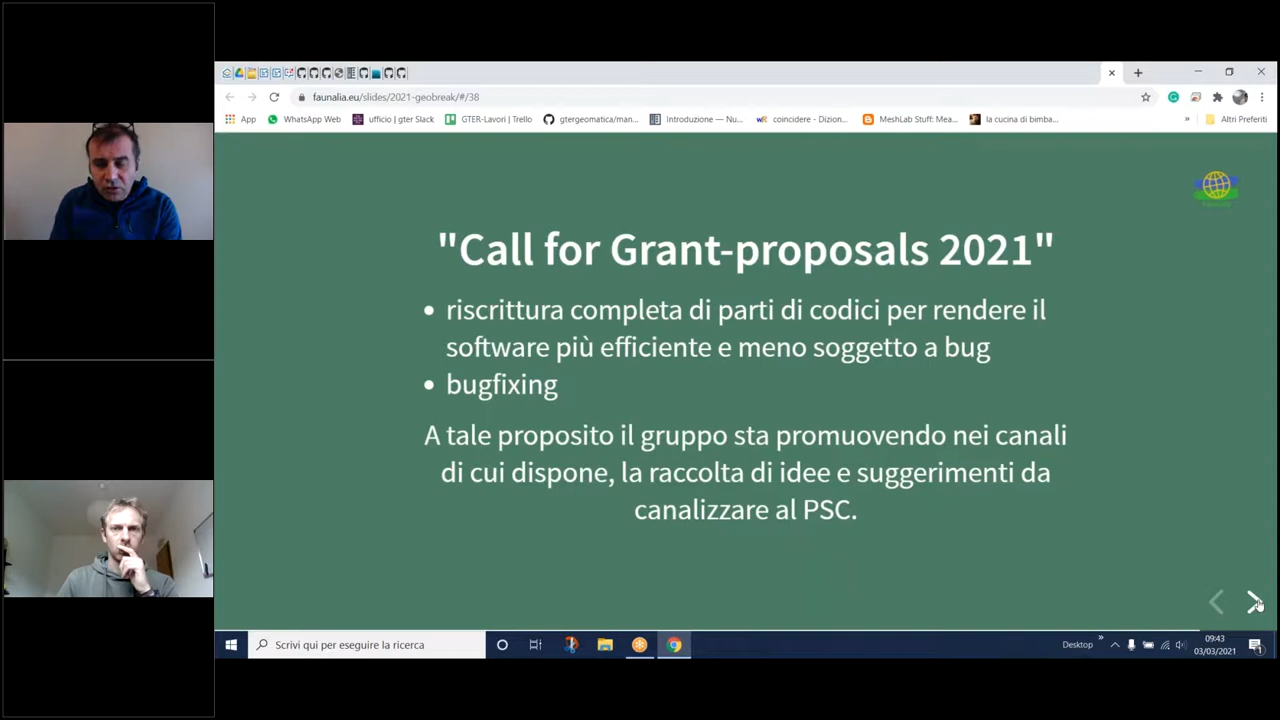 faunalia.eu/slides/2021-geobreak/#/38
App
WhatsApp Web
ufficio | gter Slack
GTER-Lavori | Trello
gtergeomatica/man...
Introduzione — Nu...
coincidere - Dizion...
MeshLab Stuff: Mea...
la cucina di bimba...
»
Altri Preferiti
"Call for Grant-proposals 2021"
• riscrittura completa di parti di codici per rendere il
software più efficiente e meno soggetto a bug
• bugfixing
A tale proposito il gruppo sta promuovendo nei canali
di cui dispone, la raccolta di idee e suggerimenti da
canalizzare al PSC.
Scrivi qui per eseguire la ricerca
Desktop
»
09:43
03/03/2021
1